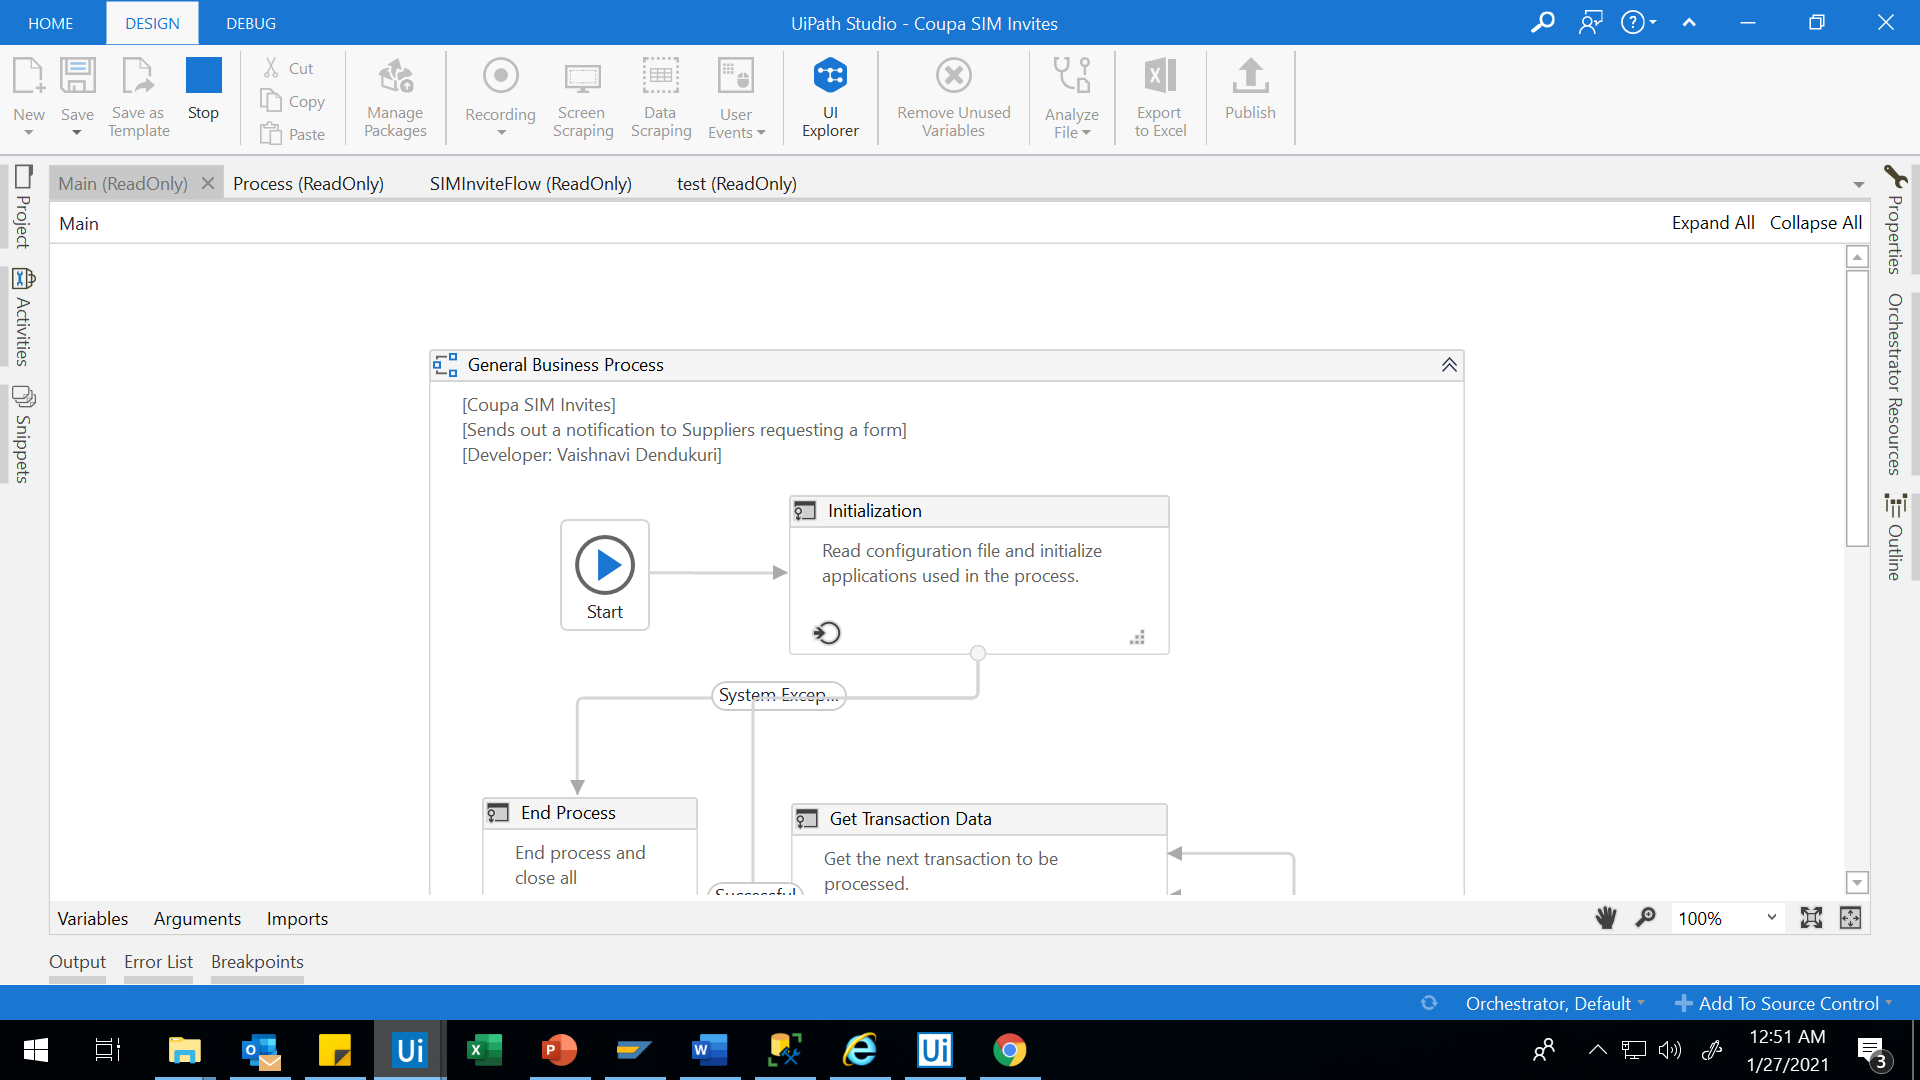 HOME DESIGN DEBUG UiPath Studio - Coupa SIM Invites
New Save Save as Template Stop
Cut
Copy
Paste
Manage Packages
Recording
Screen Scraping
Data Scraping
User Events
UI Explorer
Remove Unused Variables
Analyze File
Export to Excel
Publish
Main (ReadOnly) Process (ReadOnly) SIMInviteFlow (ReadOnly) test (ReadOnly)
Main Expand All Collapse All
Project
Activities
Snippets
Properties
Orchestrator Resources
Outline
General Business Process
[Coupa SIM Invites]
[Sends out a notification to Suppliers requesting a form]
[Developer: Vaishnavi Dendukuri]
Initialization
Read configuration file and initialize
applications used in the process.
Start
System Excep...
End Process
End process and
close all
Get Transaction Data
Get the next transaction to be
processed.
Successful
Variables Arguments Imports 100%
Output Error List Breakpoints
Orchestrator, Default Add To Source Control
12:51 AM
1/27/2021
3